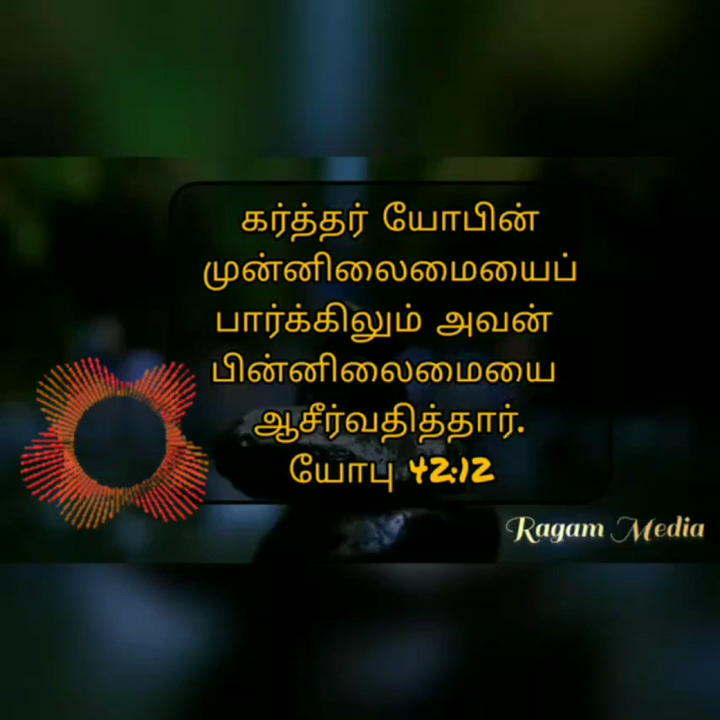 கர்த்தர் யோபின்
முன்னிலைமையைப்
பார்க்கிலும் அவன்
பின்னிலைமையை
ஆசீர்வதித்தார்.
யோபு 42:12
Ragam Media